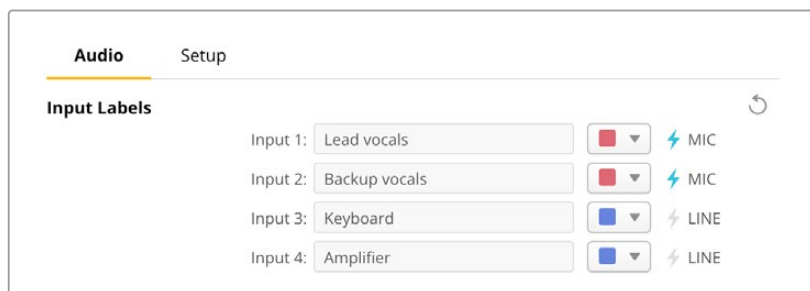 Audio Setup
Input Labels
Input 1: Lead vocals MIC
Input 2: Backup vocals MIC
Input 3: Keyboard LINE
Input 4: Amplifier LINE